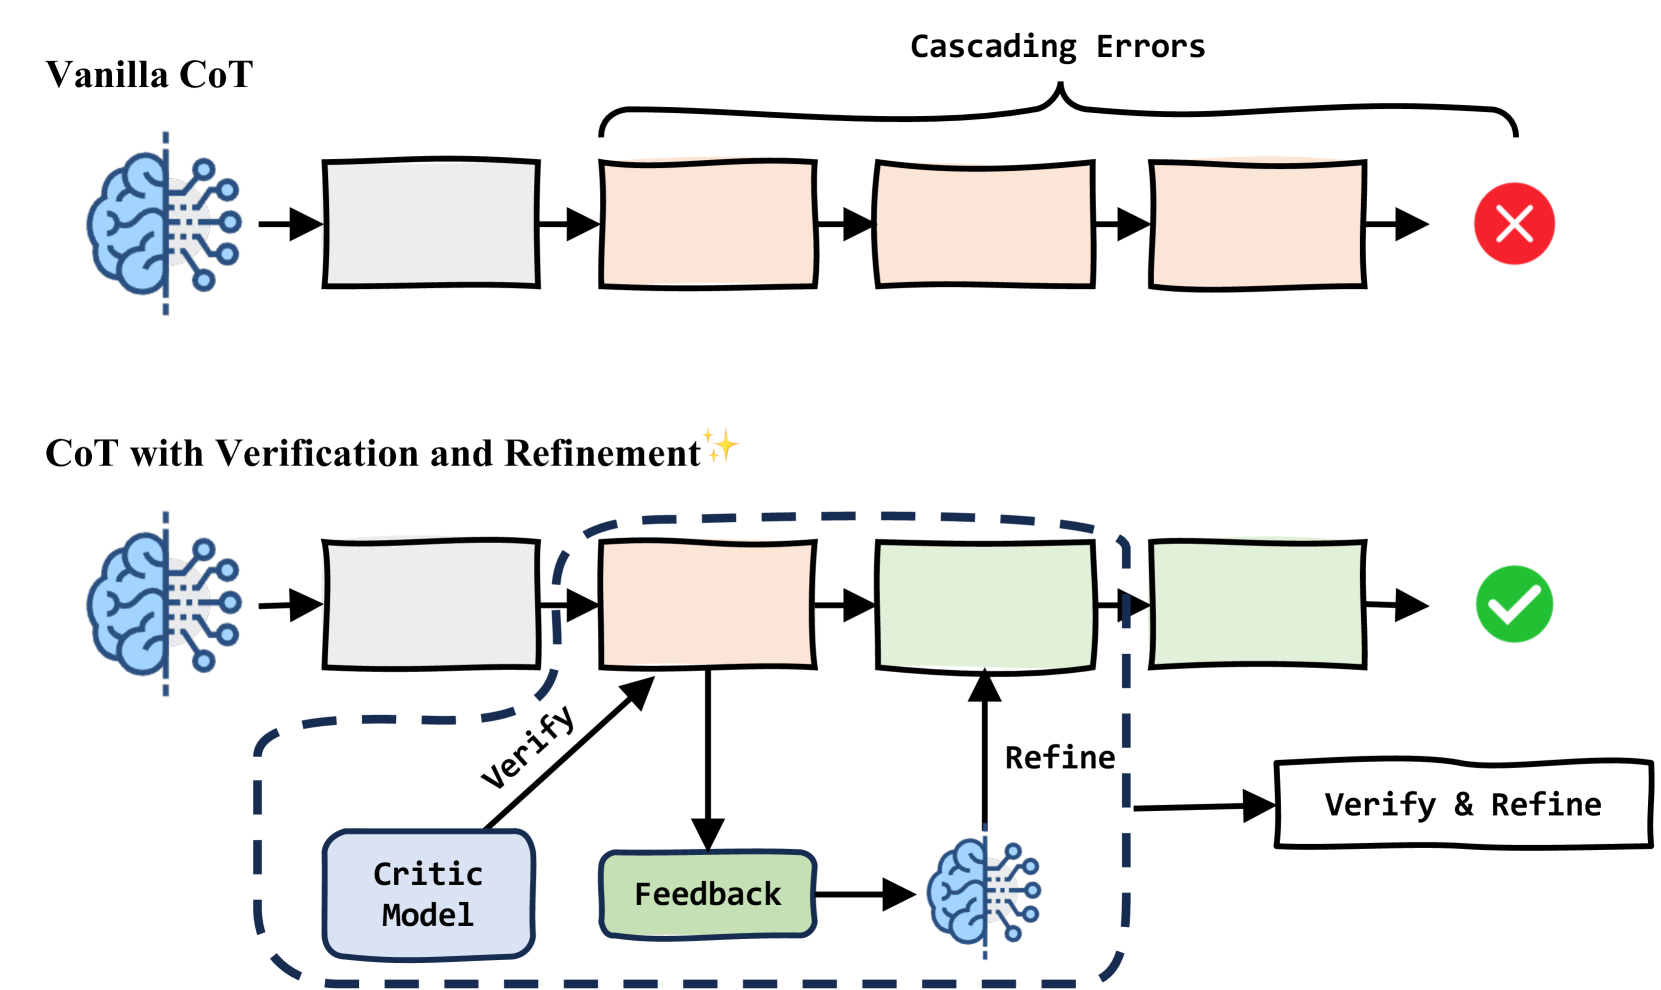 Cascading Errors
Vanilla CoT
CoT with Verification and Refinement✨
Verify
Refine
Verify & Refine
Critic
Model
Feedback